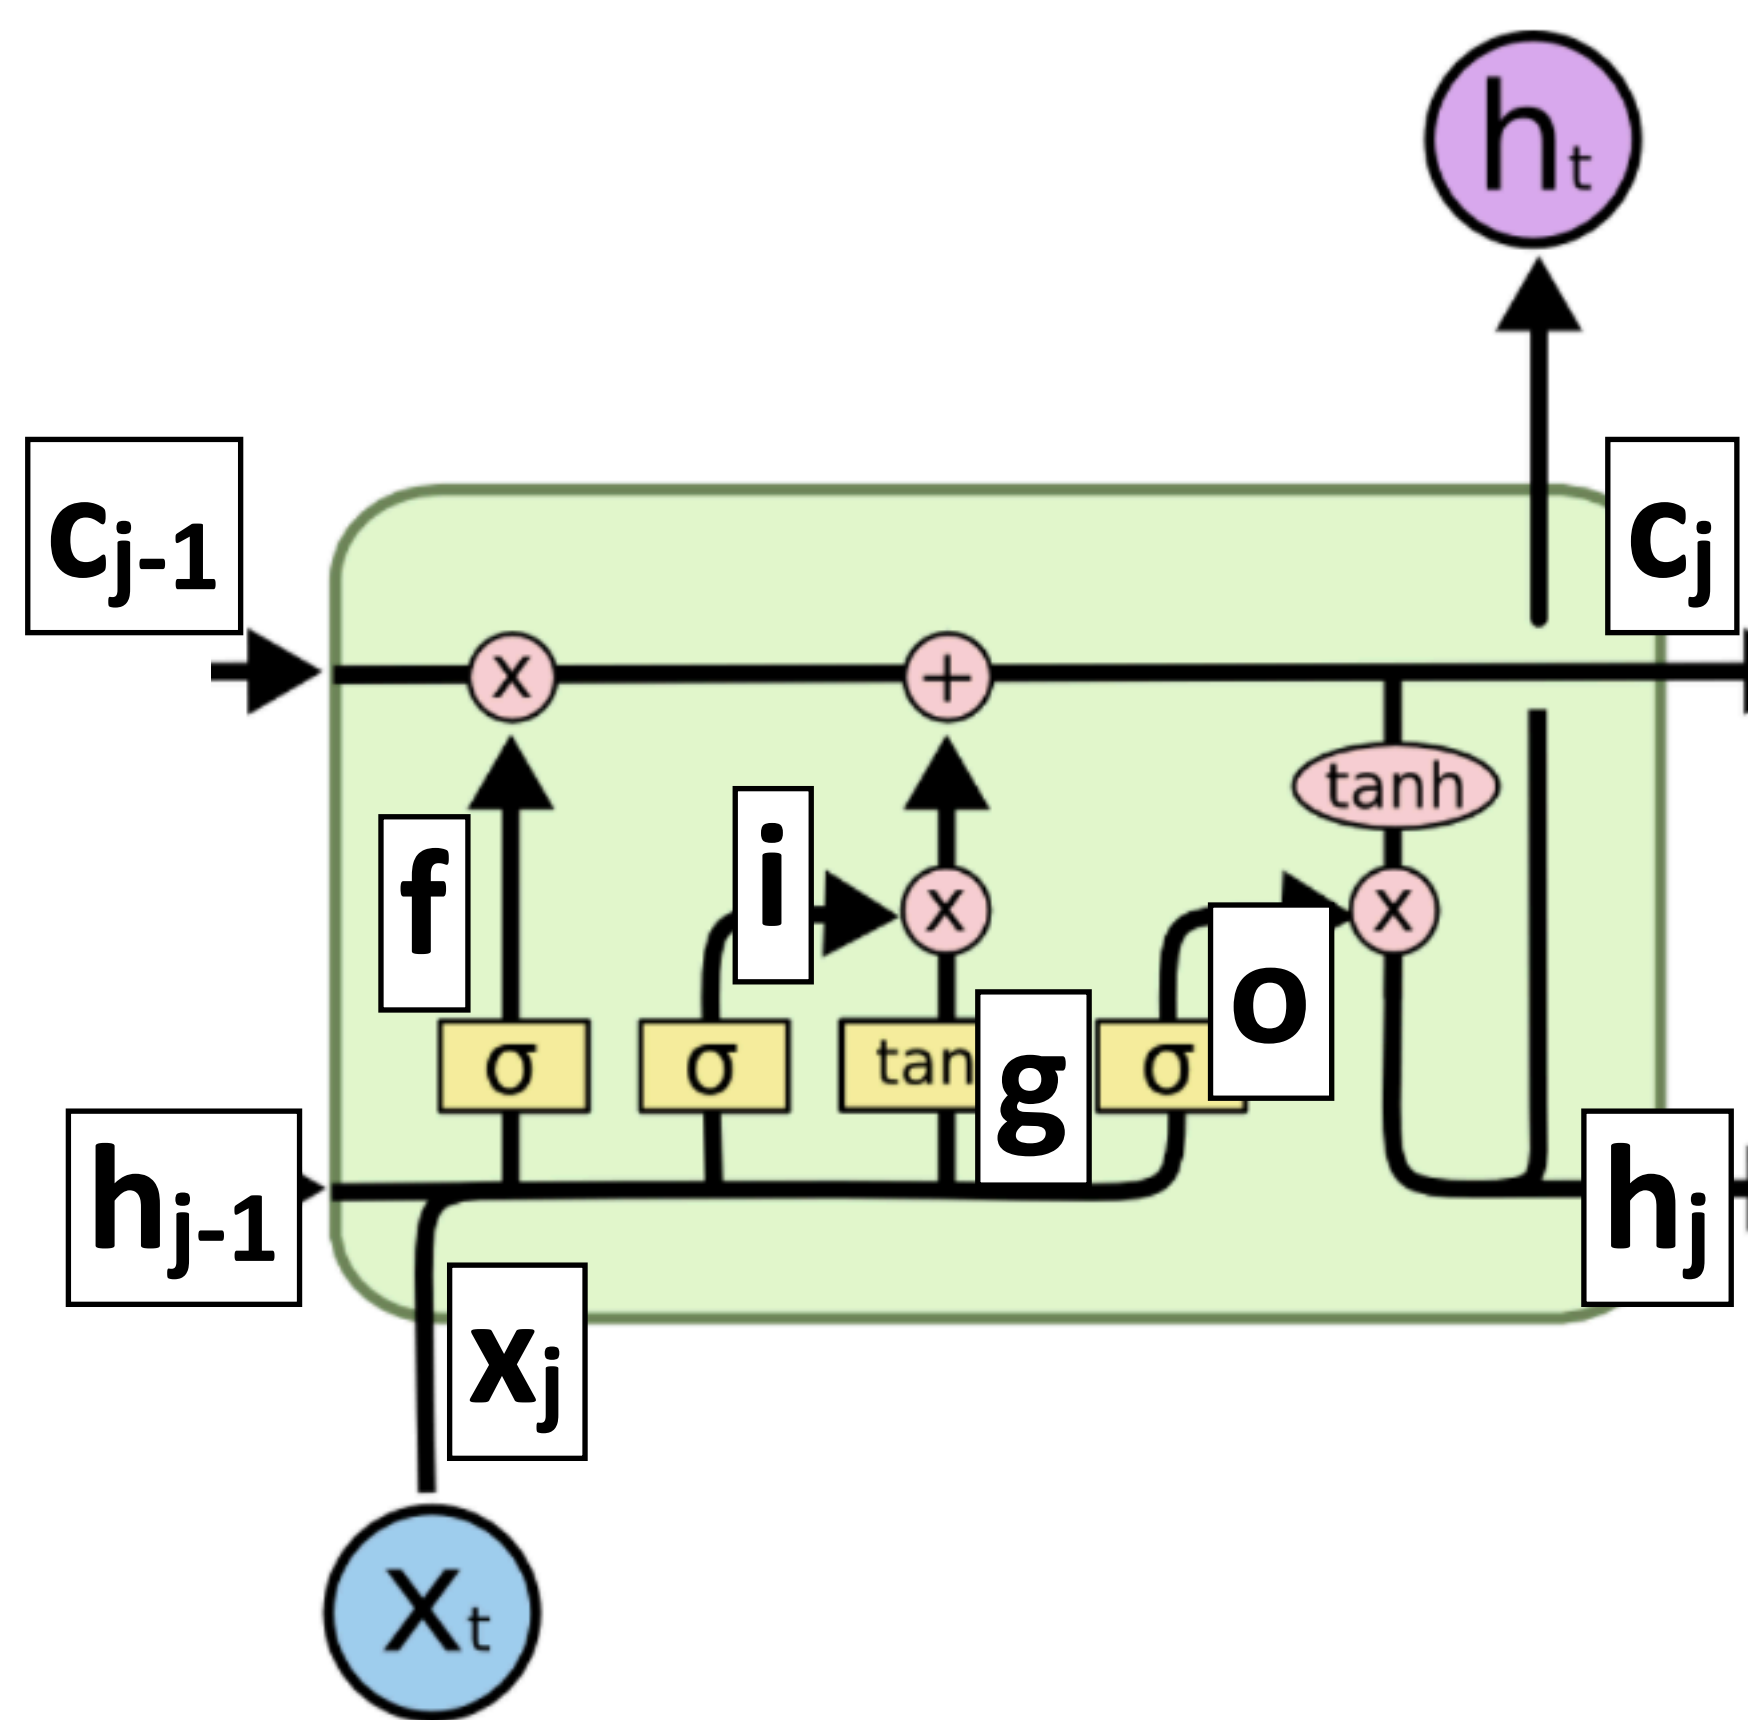 ht
cj-1
cj
x
+
tanh
f
i
x
x
σ
σ
tan
g
σ
o
hj-1
hj
xj
xt